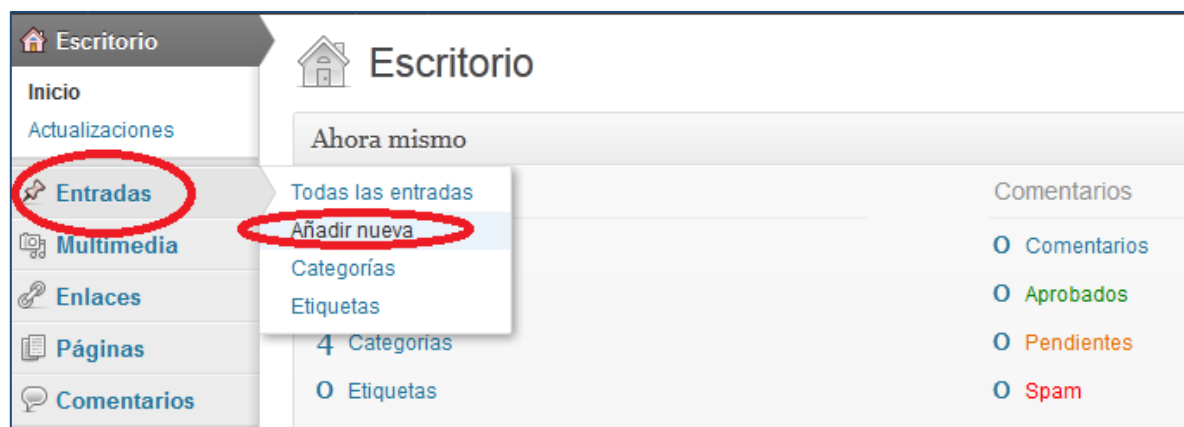 Escritorio
Inicio
Actualizaciones
Entradas
Multimedia
Enlaces
Páginas
Comentarios
Escritorio
Ahora mismo
Todas las entradas
Añadir nueva
Categorías
Etiquetas
4 Categorías
0 Etiquetas
Comentarios
0 Comentarios
0 Aprobados
0 Pendientes
0 Spam